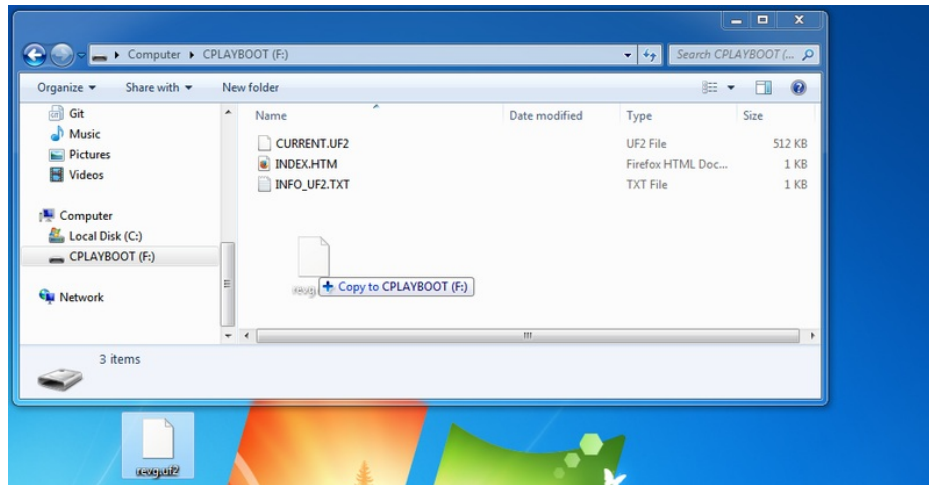 Computer ▸ CPLAYBOOT (F:)
Search CPLAYBOOT (...
Organize Share with New folder
Name Date modified Type Size
Git
Music
Pictures
Videos
Computer
Local Disk (C:)
CPLAYBOOT (F:)
Network
CURRENT.UF2 UF2 File 512 KB
INDEX.HTM Firefox HTML Doc... 1 KB
INFO_UF2.TXT TXT File 1 KB
Copy to CPLAYBOOT (F:)
3 items
revg.uf2